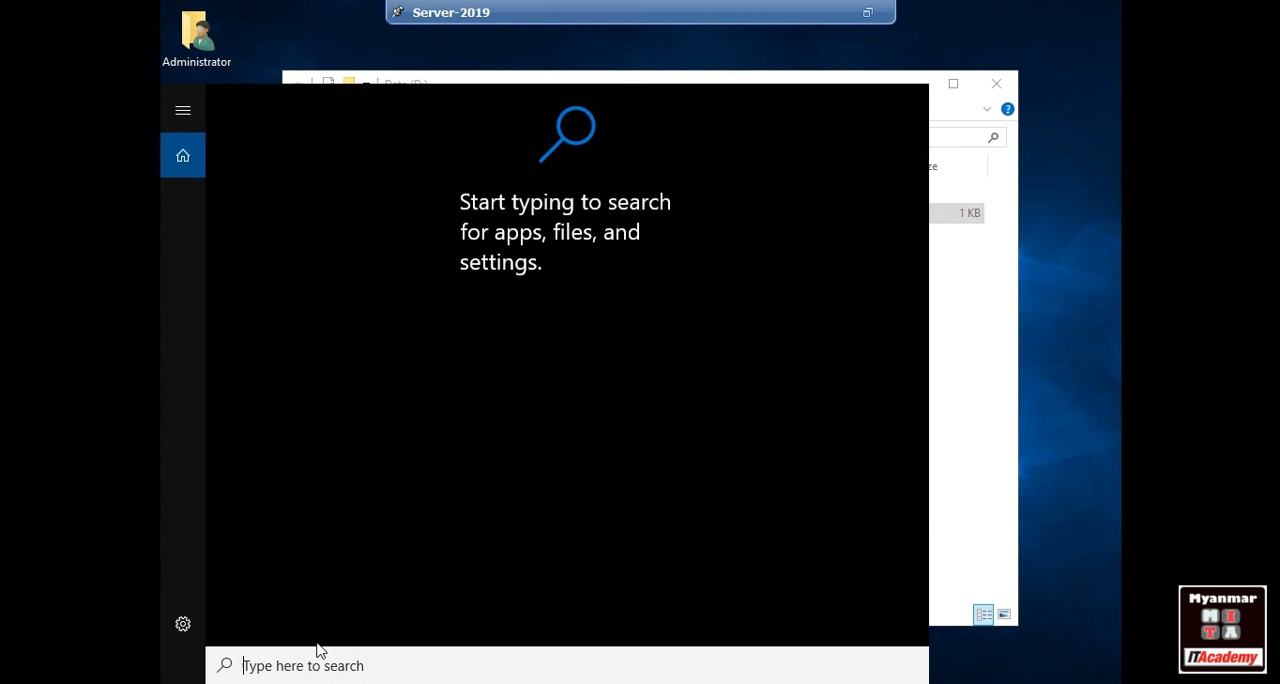 Server-2019
Administrator
ze
1 KB
Start typing to search
for apps, files, and
settings.
Type here to search
Myanmar
M I
T A
ITAcademy